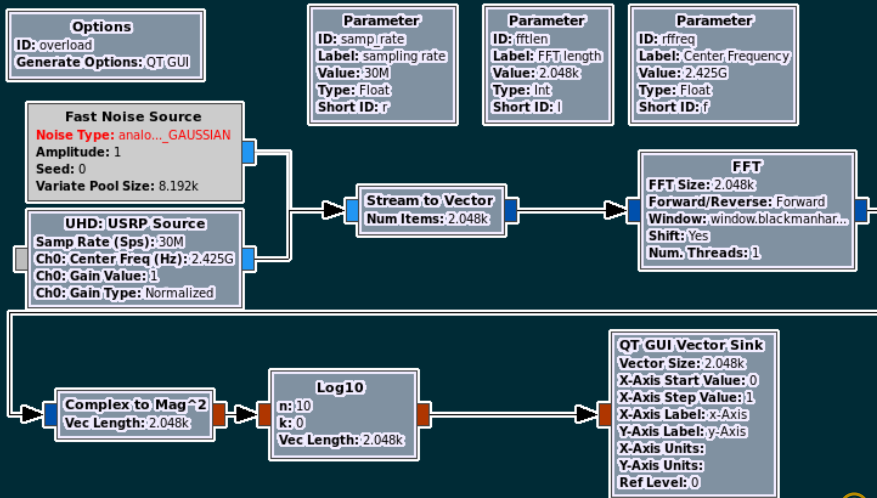 Options
ID: overload
Generate Options: QT GUI
Parameter
ID: samp_rate
Label: sampling rate
Value: 30M
Type: Float
Short ID: r
Parameter
ID: fftlen
Label: FFT length
Value: 2.048k
Type: Int
Short ID: l
Parameter
ID: rffreq
Label: Center Frequency
Value: 2.425G
Type: Float
Short ID: f
Fast Noise Source
Noise Type: analo..._GAUSSIAN
Amplitude: 1
Seed: 0
Variate Pool Size: 8.192k
UHD: USRP Source
Samp Rate (Sps): 30M
Ch0: Center Freq (Hz): 2.425G
Ch0: Gain Value: 1
Ch0: Gain Type: Normalized
Stream to Vector
Num Items: 2.048k
FFT
FFT Size: 2.048k
Forward/Reverse: Forward
Window: window.blackmanhar...
Shift: Yes
Num. Threads: 1
Complex to Mag^2
Vec Length: 2.048k
Log10
n: 10
k: 0
Vec Length: 2.048k
QT GUI Vector Sink
Vector Size: 2.048k
X-Axis Start Value: 0
X-Axis Step Value: 1
X-Axis Label: x-Axis
Y-Axis Label: y-Axis
X-Axis Units:
Y-Axis Units:
Ref Level: 0